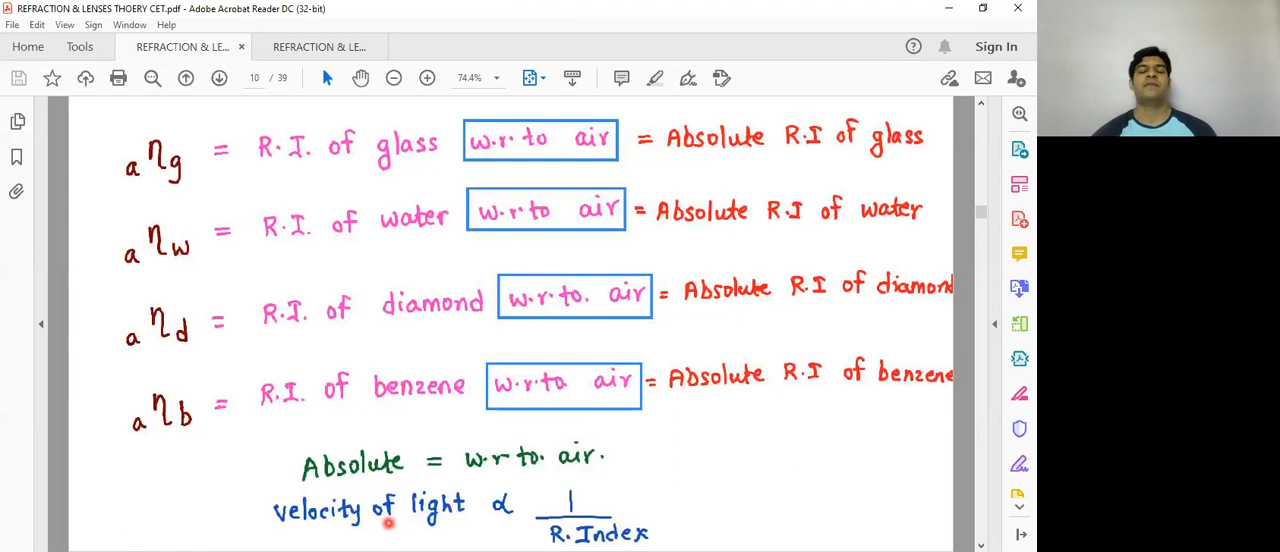 REFRACTION & LENSES THOERY CET.pdf - Adobe Acrobat Reader DC (32-bit)
File Edit View Sign Window Help
Home Tools REFRACTION & LE... × REFRACTION & LE... Sign In
10 / 39 74.4%
aηg = R.I. of glass w.r.to air = Absolute R.I of glass
aηw = R.I. of water w.r.to air = Absolute R.I of water
aηd = R.I. of diamond w.r.to. air = Absolute R.I of diamond
aηb = R.I. of benzene w.r.to air = Absolute R.I of benzene
Absolute = w.r to. air.
velocity of light ∝ 1
R.Index